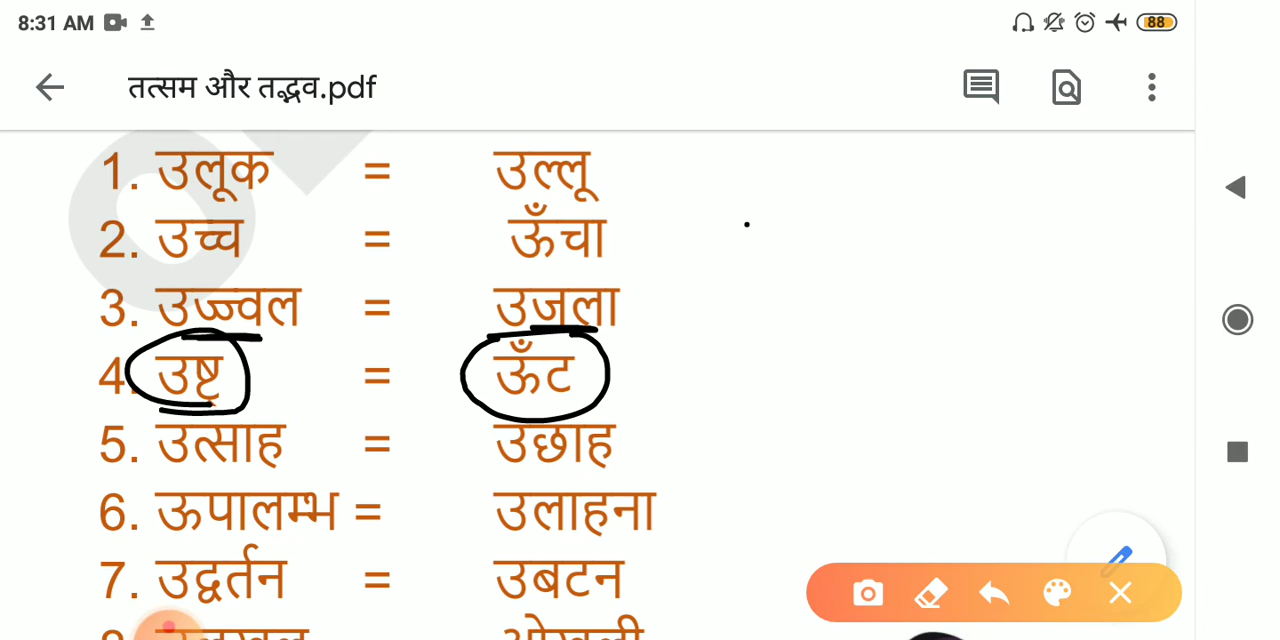 8:31 AM 88
तत्सम और तद्भव.pdf
1. उलूक = उल्लू
2. उच्च = ऊँचा
3. उज्ज्वल = उजला
4. उष्ट्र = ऊँट
5. उत्साह = उछाह
6. ऊपालम्भ = उलाहना
7. उद्वर्तन = उबटन